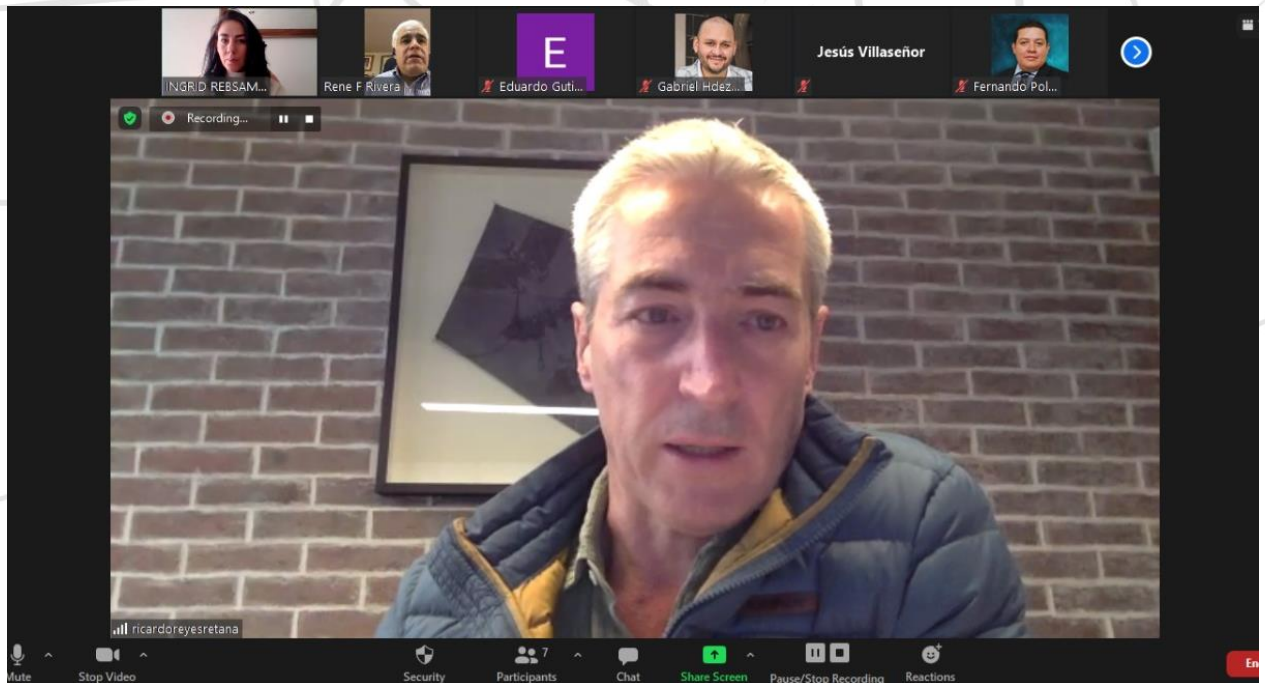 E
Jesús Villaseñor
INGRID REBSAM...
Rene F Rivera
Eduardo Guti...
Gabriel Hdez...
Fernando Pol...
Recording...
ricardoreyesretana
Mute
Stop Video
Security
Participants
7
Chat
Share Screen
Pause/Stop Recording
Reactions
En